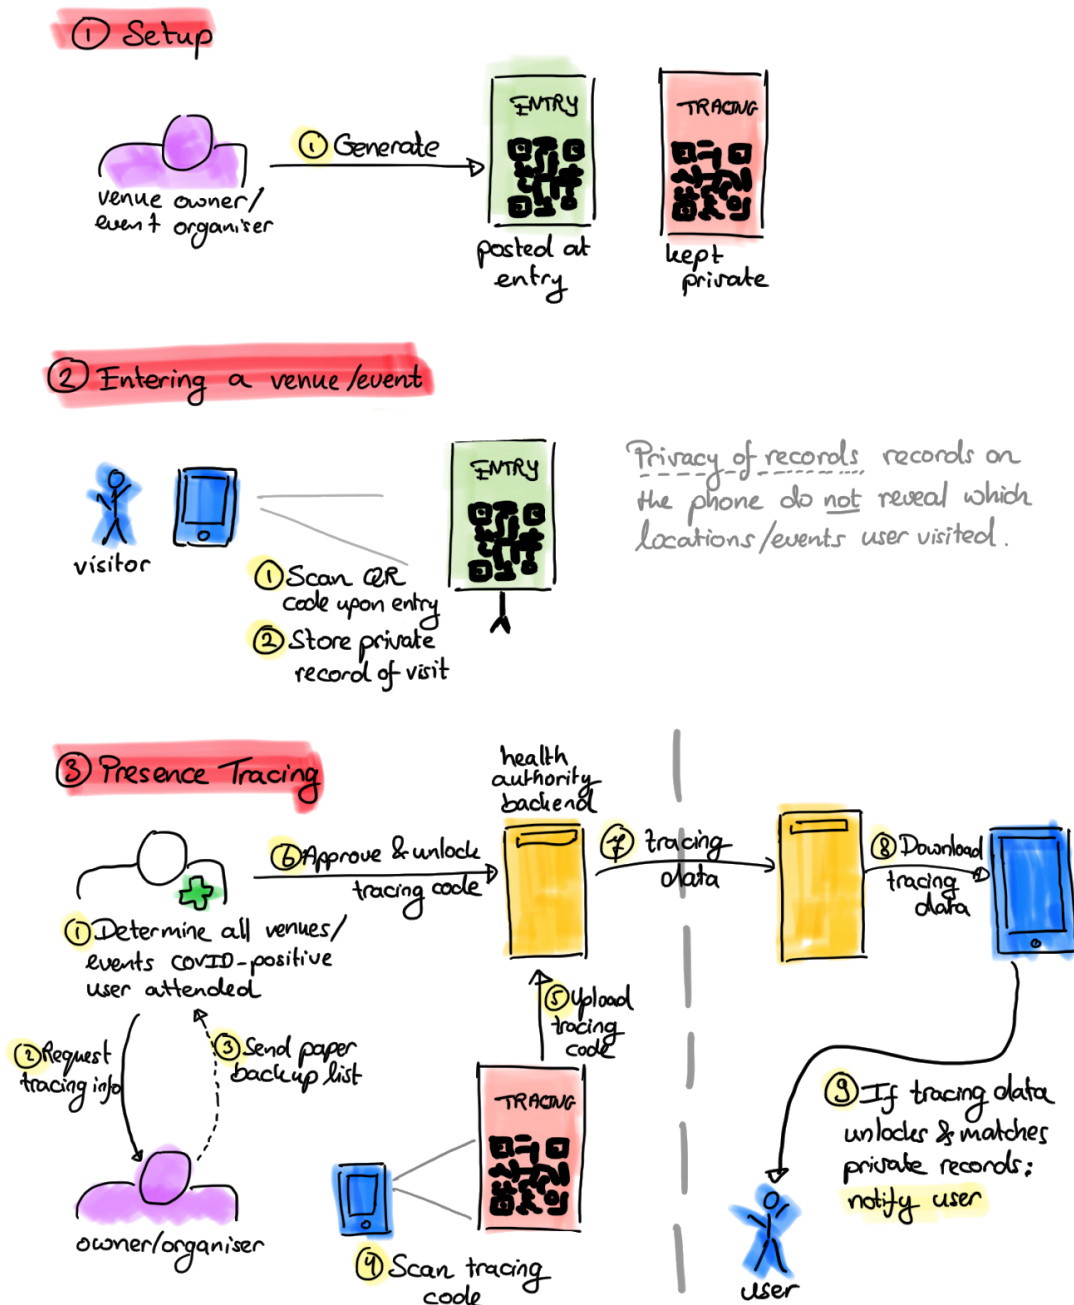 ① Setup
ENTRY
TRACING
① Generate
venue owner/
event organiser
posted at
entry
kept
private
② Entering a venue/event
ENTRY
Privacy of records records on
the phone do not reveal which
locations/events user visited.
visitor
① Scan QR
code upon entry
② Store private
record of visit
③ Presence Tracing
health
authority
backend
⑥ Approve & unlock
tracing code
⑦ tracing
data
⑧ Download
tracing
data
① Determine all venues/
events COVID-positive
user attended
② Request
tracing info
③ Send paper
backup list
⑤ Upload
tracing
code
TRACING
owner/organiser
④ Scan tracing
code
⑨ If tracing data
unlocks & matches
private records:
notify user
user